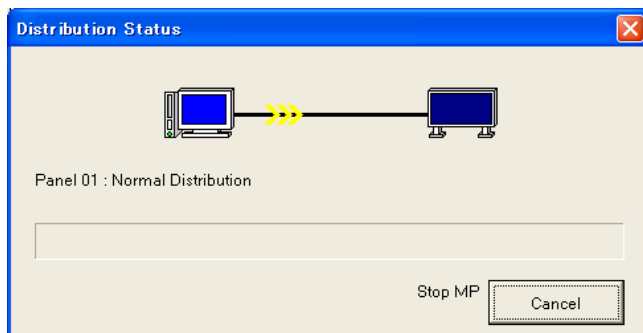 Distribution Status
Panel 01 : Normal Distribution
Stop MP
Cancel